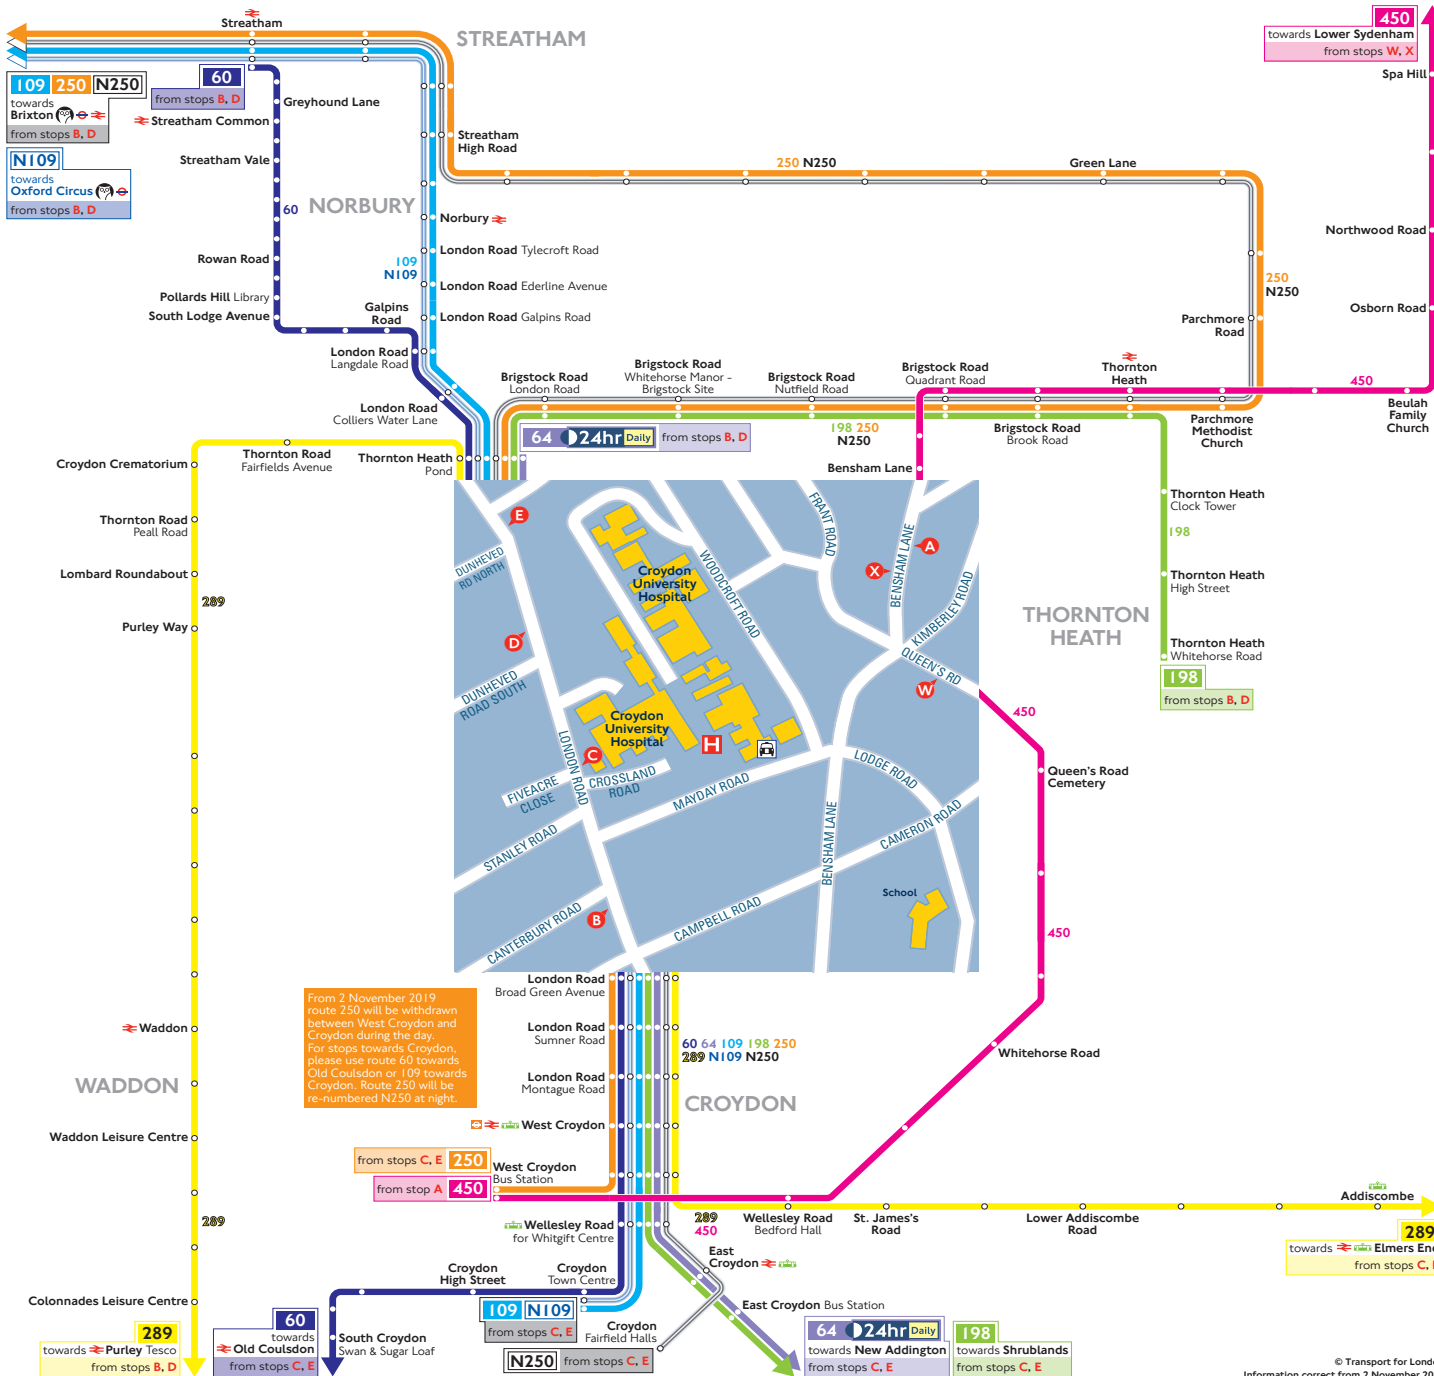 Streatham
STREATHAM
450
towards Lower Sydenham
from stops W, X
109 250 N250
towards
Brixton
from stops B, D
60
from stops B, D
Spa Hill
Greyhound Lane
Streatham Common
Streatham
High Road
Streatham Vale
250 N250
Green Lane
N109
towards
Oxford Circus
from stops B, D
60
NORBURY
Norbury
Northwood Road
London Road Tylecroft Road
Rowan Road
109
N109
London Road Ederline Avenue
250
N250
Pollards Hill Library
South Lodge Avenue
Galpins
Road
London Road Galpins Road
Parchmore
Road
Osborn Road
London Road
Langdale Road
Brigstock Road
London Road
Brigstock Road
Whitehorse Manor -
Brigstock Site
Brigstock Road
Nutfield Road
Brigstock Road
Quadrant Road
Thornton
Heath
450
Beulah
Family
Church
London Road
Colliers Water Lane
64 24hr Daily from stops B, D
198 250
N250
Brigstock Road
Brook Road
Parchmore
Methodist
Church
Thornton Road
Fairfields Avenue
Thornton Heath
Pond
Bensham Lane
Croydon Crematorium
Thornton Heath
Clock Tower
Thornton Road
Peall Road
198
Lombard Roundabout
Thornton Heath
High Street
289
Purley Way
THORNTON
HEATH
Thornton Heath
Whitehorse Road
198
from stops B, D
E
DUNHEVED
RD NORTH
FRANT ROAD
BENSHAM LANE
A
X
WOODCROFT ROAD
KIMBERLEY ROAD
Croydon
University
Hospital
D
QUEEN'S RD
W
DUNHEVED
ROAD SOUTH
Croydon
University
Hospital
LONDON ROAD
C
H
450
FIVEACRE
CLOSE
CROSSLAND
ROAD
MAYDAY ROAD
LODGE ROAD
Queen's Road
Cemetery
STANLEY ROAD
BENSHAM LANE
CAMERON ROAD
School
B
CANTERBURY ROAD
CAMPBELL ROAD
450
London Road
Broad Green Avenue
From 2 November 2019
route 250 will be withdrawn
between West Croydon and
Croydon during the day.
For stops towards Croydon,
please use route 60 towards
Old Coulsdon or 109 towards
Croydon. Route 250 will be
re-numbered N250 at night.
London Road
Sumner Road
Waddon
60 64 109 198 250
289 N109 N250
Whitehorse Road
London Road
Montague Road
WADDON
CROYDON
West Croydon
Waddon Leisure Centre
from stops C, E 250
West Croydon
Bus Station
from stop A 450
Addiscombe
289
Wellesley Road
for Whitgift Centre
289
450
Wellesley Road
Bedford Hall
St. James's
Road
Lower Addiscombe
Road
289
towards
from stops C,
East
Croydon
Croydon
High Street
Croydon
Town Centre
Colonnades Leisure Centre
109 N109
from stops C, E
East Croydon Bus Station
60
towards
Old Coulsdon
from stops C, E
South Croydon
Swan & Sugar Loaf
Croydon
Fairfield Halls
289
towards Purley Tesco
from stops B, D
N250 from stops C, E
64 24hr Daily
towards New Addington
from stops C, E
198
towards Shrublands
from stops C, E
© Transport for
Information correct from 2 November